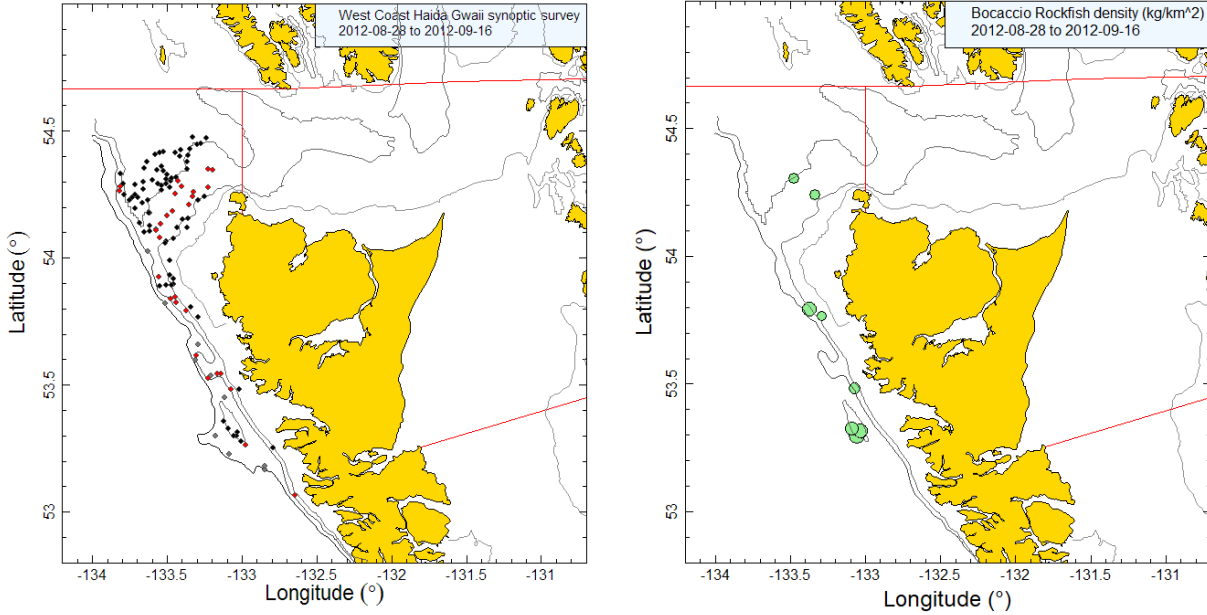 West Coast Haida Gwaii synoptic survey
2012-08-28 to 2012-09-16
54.5
54
53.5
53
Latitude (°)
-134
-133.5
-133
-132.5
-132
-131.5
-131
Longitude (°)
Bocaccio Rockfish density (kg/km^2)
2012-08-28 to 2012-09-16
54.5
54
53.5
53
Latitude (°)
-134
-133.5
-133
-132.5
-132
-131.5
-131
Longitude (°)